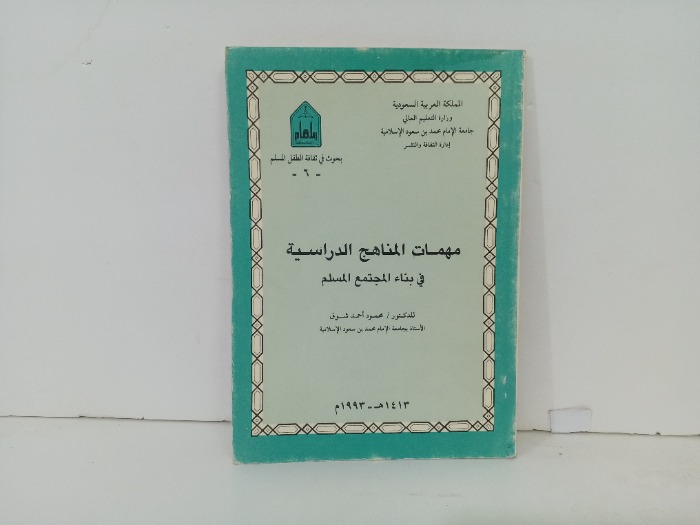 المملكة العربية السعودية
وزارة التعليم العالي
جامعة الإمام محمد بن سعود الإسلامية
إدارة الثقافة والنشر
بحوث في ثقافة الطفل المسلم
- ٦ -
مهمات المناهج الدراسية
في بناء المجتمع المسلم
للدكتور / محمود أحمد شوق
الأستاذ بجامعة الإمام محمد بن سعود الإسلامية
١٤١٣هـ - ١٩٩٣م